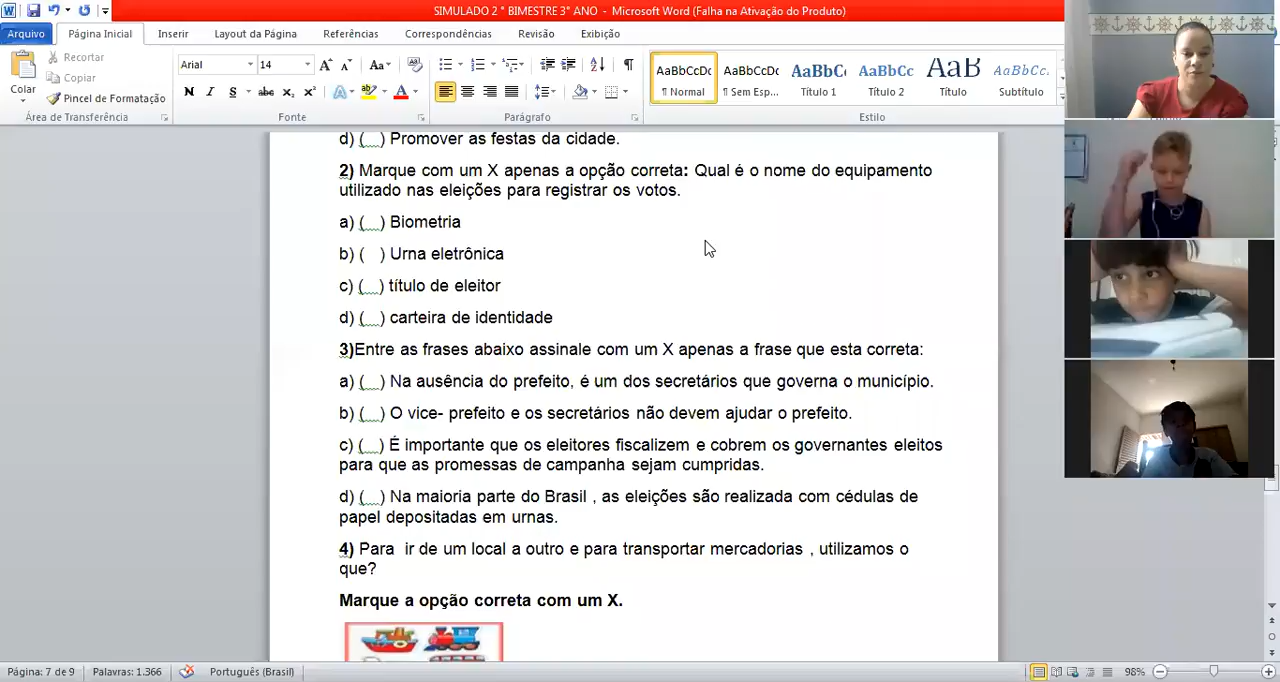 SIMULADO 2 ° BIMESTRE 3° ANO - Microsoft Word (Falha na Ativação do Produto)
Arquivo Página Inicial Inserir Layout da Página Referências Correspondências Revisão Exibição
Colar
Recortar
Copiar
Pincel de Formatação
Área de Transferência
Arial 14
N I S abc x₂ x² A ab A
Fonte
Parágrafo
AaBbCcDc AaBbCcDc AaBbC AaBbCc AaB AaBbCc.
¶ Normal ¶ Sem Esp... Título 1 Título 2 Título Subtítulo
Estilo
d) (__) Promover as festas da cidade.
2) Marque com um X apenas a opção correta: Qual é o nome do equipamento
utilizado nas eleições para registrar os votos.
a) (__) Biometria
b) ( ) Urna eletrônica
c) (__) título de eleitor
d) (__) carteira de identidade
3)Entre as frases abaixo assinale com um X apenas a frase que esta correta:
a) (__) Na ausência do prefeito, é um dos secretários que governa o município.
b) (__) O vice- prefeito e os secretários não devem ajudar o prefeito.
c) (__) É importante que os eleitores fiscalizem e cobrem os governantes eleitos
para que as promessas de campanha sejam cumpridas.
d) (__) Na maioria parte do Brasil , as eleições são realizada com cédulas de
papel depositadas em urnas.
4) Para ir de um local a outro e para transportar mercadorias , utilizamos o
que?
Marque a opção correta com um X.
Página: 7 de 9 Palavras: 1.366 Português (Brasil) 98%